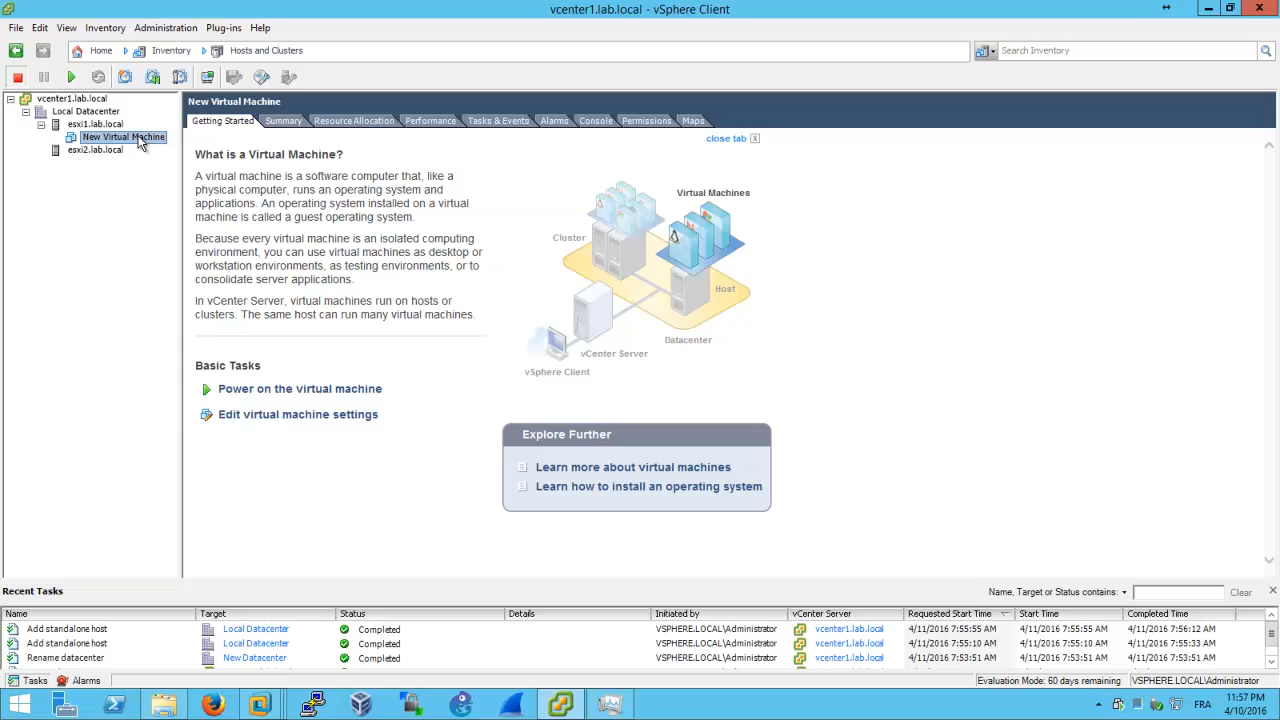 vcenter1.lab.local - vSphere Client
File Edit View Inventory Administration Plug-ins Help
Home Inventory Hosts and Clusters Search Inventory
vcenter1.lab.local
Local Datacenter
esxi1.lab.local
New Virtual Machine
esxi2.lab.local
New Virtual Machine
Getting Started Summary Resource Allocation Performance Tasks & Events Alarms Console Permissions Maps
close tab X
What is a Virtual Machine?
A virtual machine is a software computer that, like a
physical computer, runs an operating system and
applications. An operating system installed on a virtual
machine is called a guest operating system.
Because every virtual machine is an isolated computing
environment, you can use virtual machines as desktop or
workstation environments, as testing environments, or to
consolidate server applications.
In vCenter Server, virtual machines run on hosts or
clusters. The same host can run many virtual machines.
Virtual Machines
Cluster
Host
Datacenter
vCenter Server
vSphere Client
Basic Tasks
Power on the virtual machine
Edit virtual machine settings
Explore Further
Learn more about virtual machines
Learn how to install an operating system
Recent Tasks Name, Target or Status contains: Clear
Name Target Status Details Initiated by vCenter Server Requested Start Time Start Time Completed Time
Add standalone host Local Datacenter Completed VSPHERE.LOCAL\Administrator vcenter1.lab.local 4/11/2016 7:55:55 AM 4/11/2016 7:55:55 AM 4/11/2016 7:56:12 AM
Add standalone host Local Datacenter Completed VSPHERE.LOCAL\Administrator vcenter1.lab.local 4/11/2016 7:55:10 AM 4/11/2016 7:55:10 AM 4/11/2016 7:55:33 AM
Rename datacenter New Datacenter Completed VSPHERE.LOCAL\Administrator vcenter1.lab.local 4/11/2016 7:53:51 AM 4/11/2016 7:53:51 AM 4/11/2016 7:53:51 AM
Tasks Alarms Evaluation Mode: 60 days remaining VSPHERE.LOCAL\Administrator
FRA 11:57 PM
4/10/2016